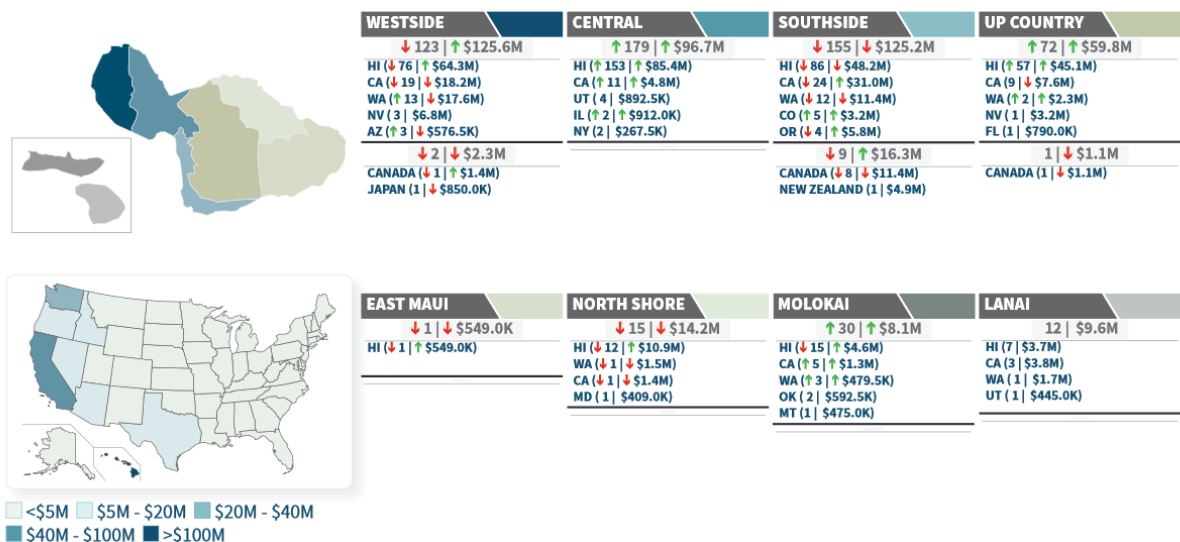 WESTSIDE
↓ 123 | ↑ $125.6M
HI (↓ 76 | ↑ $64.3M)
CA (↓ 19 | ↓ $18.2M)
WA (↑ 13 | ↓ $17.6M)
NV ( 3 | $6.8M)
AZ (↑ 3 | ↓ $576.5K)
↓ 2 | ↓ $2.3M
CANADA (↓ 1 | ↑ $1.4M)
JAPAN (1 | ↓ $850.0K)
CENTRAL
↑ 179 | ↑ $96.7M
HI (↑ 153 | ↑ $85.4M)
CA (↑ 11 | ↑ $4.8M)
UT ( 4 | $892.5K)
IL (↑ 2 | ↑ $912.0K)
NY (2 | $267.5K)
SOUTHSIDE
↓ 155 | ↓ $125.2M
HI (↓ 86 | ↓ $48.2M)
CA (↓ 24 | ↑ $31.0M)
WA (↓ 12 | ↓ $11.4M)
CO (↑ 5 | ↑ $3.2M)
OR (↓ 4 | ↑ $5.8M)
↓ 9 | ↑ $16.3M
CANADA (↓ 8 | ↓ $11.4M)
NEW ZEALAND (1 | $4.9M)
UP COUNTRY
↑ 72 | ↑ $59.8M
HI (↑ 57 | ↑ $45.1M)
CA (9 | ↓ $7.6M)
WA (↑ 2 | ↑ $2.3M)
NV ( 1 | $3.2M)
FL (1 | $790.0K)
1 | ↓ $1.1M
CANADA (1 | ↓ $1.1M)
EAST MAUI
↓ 1 | ↓ $549.0K
HI (↓ 1 | ↑ $549.0K)
NORTH SHORE
↓ 15 | ↓ $14.2M
HI (↓ 12 | ↑ $10.9M)
WA (↓ 1 | ↓ $1.5M)
CA (↓ 1 | ↓ $1.4M)
MD ( 1 | $409.0K)
MOLOKAI
↑ 30 | ↑ $8.1M
HI (↓ 15 | ↑ $4.6M)
CA (↑ 5 | ↑ $1.3M)
WA (↑ 3 | ↑ $479.5K)
OK ( 2 | $592.5K)
MT (1 | $475.0K)
LANAI
12 | $9.6M
HI (7 | $3.7M)
CA (3 | $3.8M)
WA ( 1 | $1.7M)
UT ( 1 | $445.0K)
<$5M $5M - $20M $20M - $40M
$40M - $100M >$100M